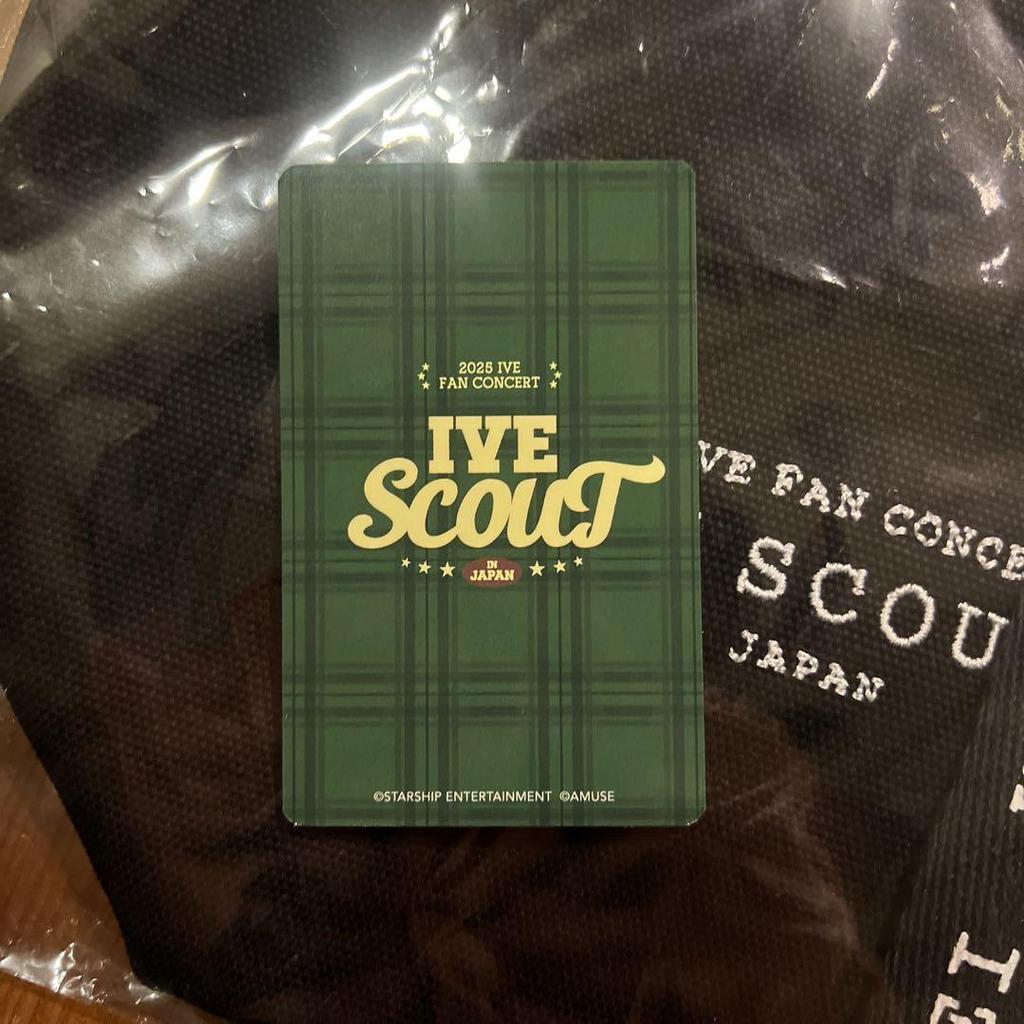 2025 IVE
FAN CONCERT
IVE
SCOUT
IN
JAPAN
©STARSHIP ENTERTAINMENT ©AMUSE
VE FAN CONCE
SCOU
JAPAN